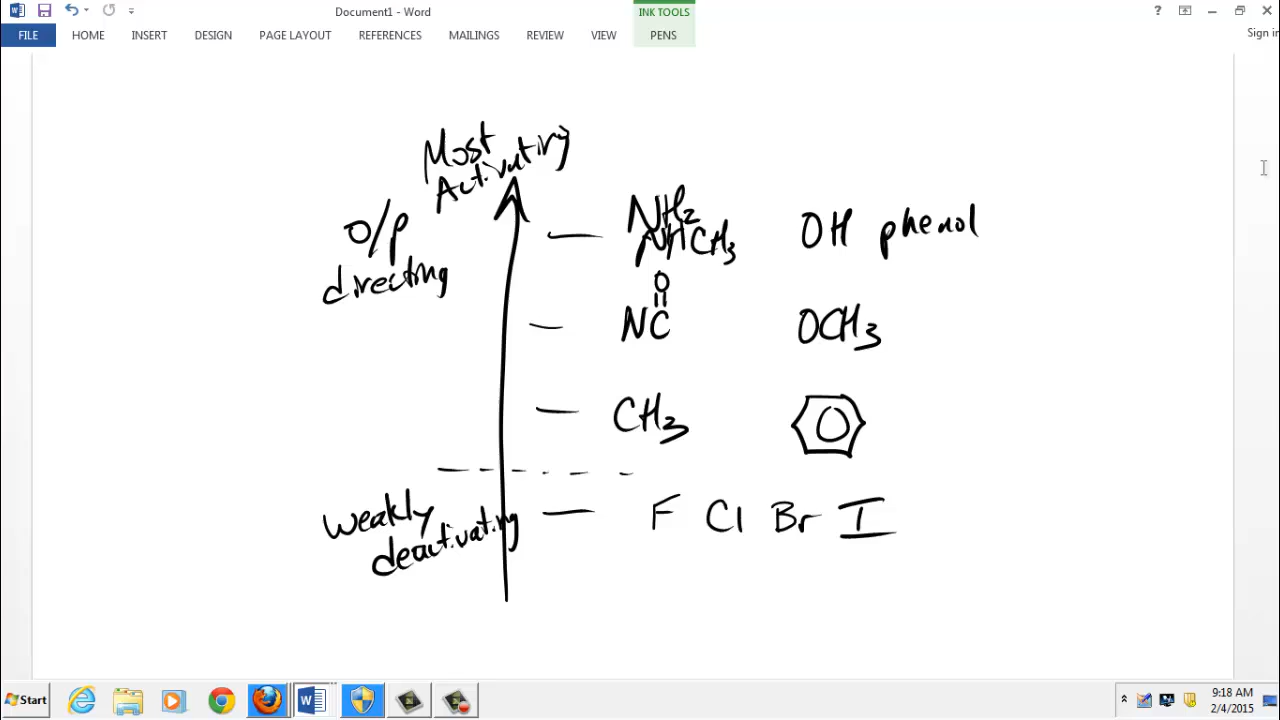 Document1 - Word
INK TOOLS
?
FILE HOME INSERT DESIGN PAGE LAYOUT REFERENCES MAILINGS REVIEW VIEW PENS
Sign in
Most
Activating
O/p
directing
NH2
NHCH3
OH phenol
O
NC
OCH3
CH3
weakly
deactivating
F Cl Br I
Start
9:18 AM
2/4/2015